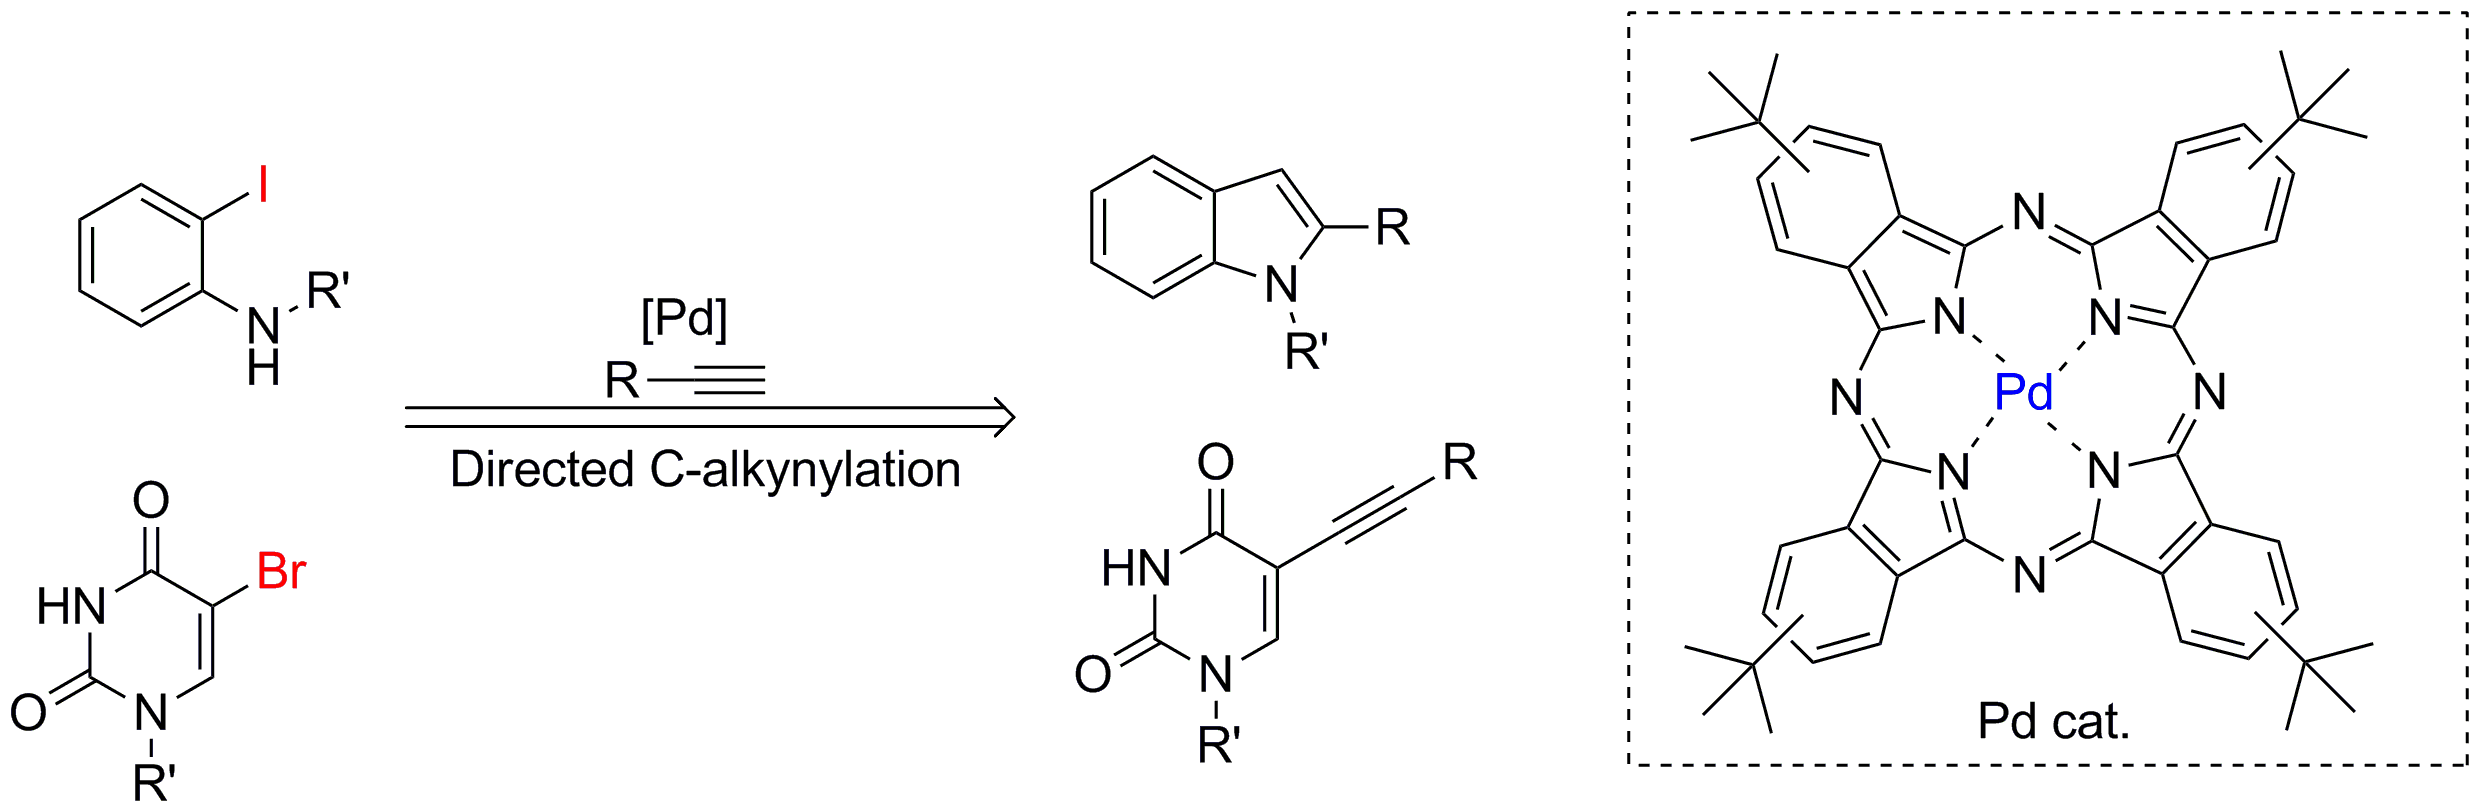 I
R'
N
H
O
Br
HN
O
N
R'
[Pd]
R
Directed C-alkynylation
R
N
R'
O
R
HN
O
N
R'
N
N
N
N
Pd
N
N
N
N
Pd cat.